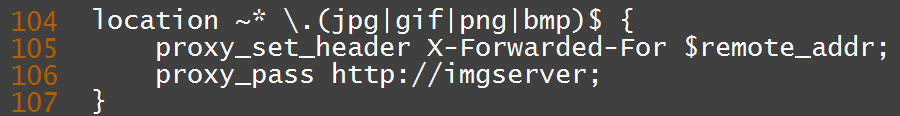 104 location ~* \.(jpg|gif|png|bmp)$ {
105     proxy_set_header X-Forwarded-For $remote_addr;
106     proxy_pass http://imgserver;
107 }